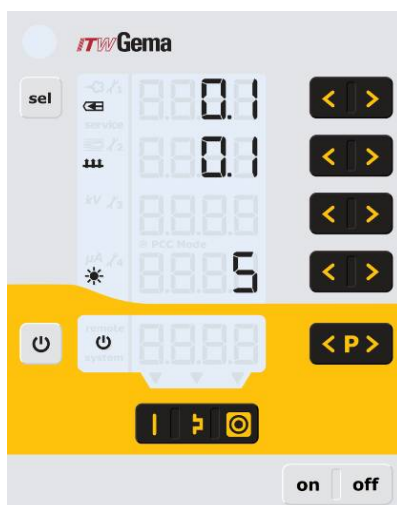 ITWGema
sel
0.1
service
0.1
kV
PCC Mode
µA
5
remote
system
P
on off